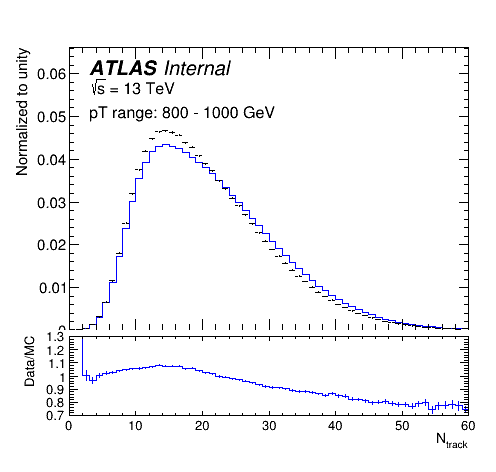 ATLAS Internal
√s = 13 TeV
pT range: 800 - 1000 GeV
Normalized to unity
0.06
0.05
0.04
0.03
0.02
0.01
0
Data/MC
1.3
1.2
1.1
1
0.9
0.8
0.7
0 10 20 30 40 50 60
N_track